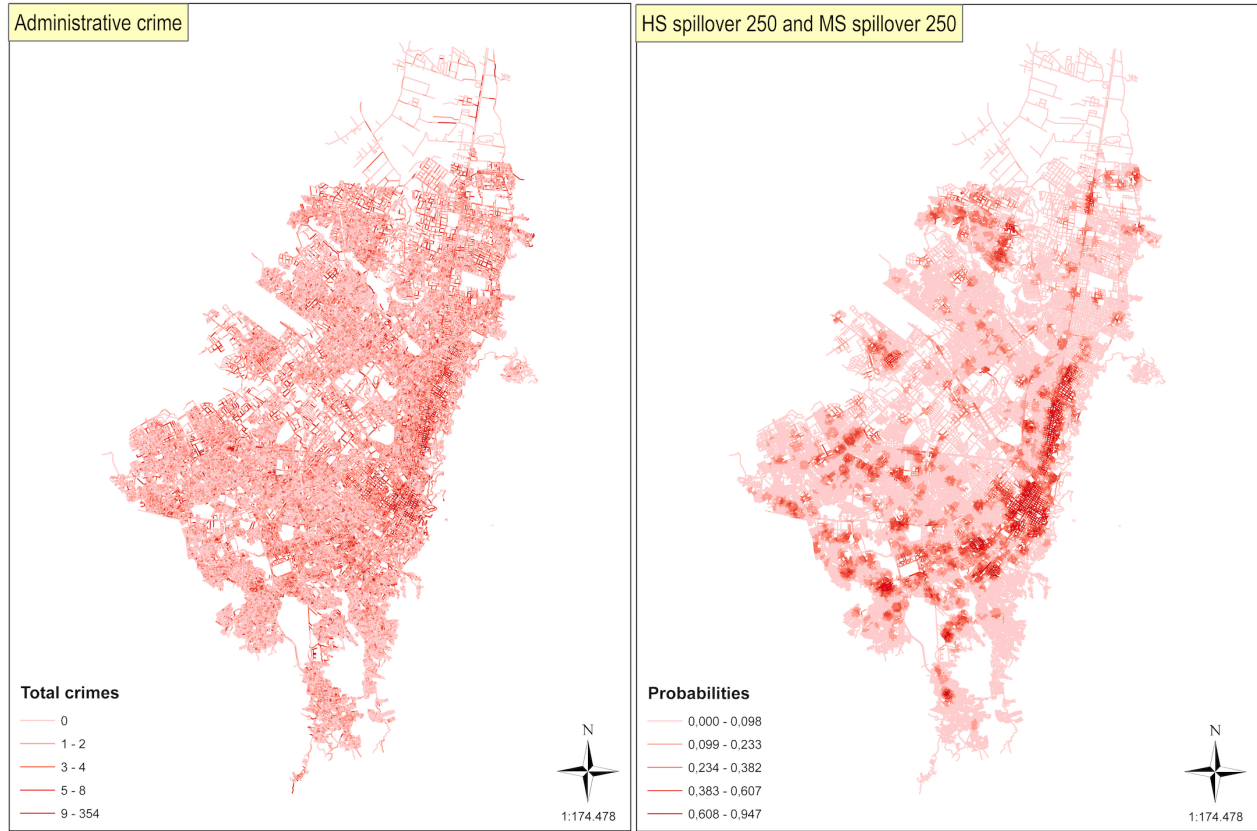 Administrative crime
Total crimes
0
1 - 2
3 - 4
5 - 8
9 - 354
N
1:174.478
HS spillover 250 and MS spillover 250
Probabilities
0,000 - 0,098
0,099 - 0,233
0,234 - 0,382
0,383 - 0,607
0,608 - 0,947
N
1:174.478